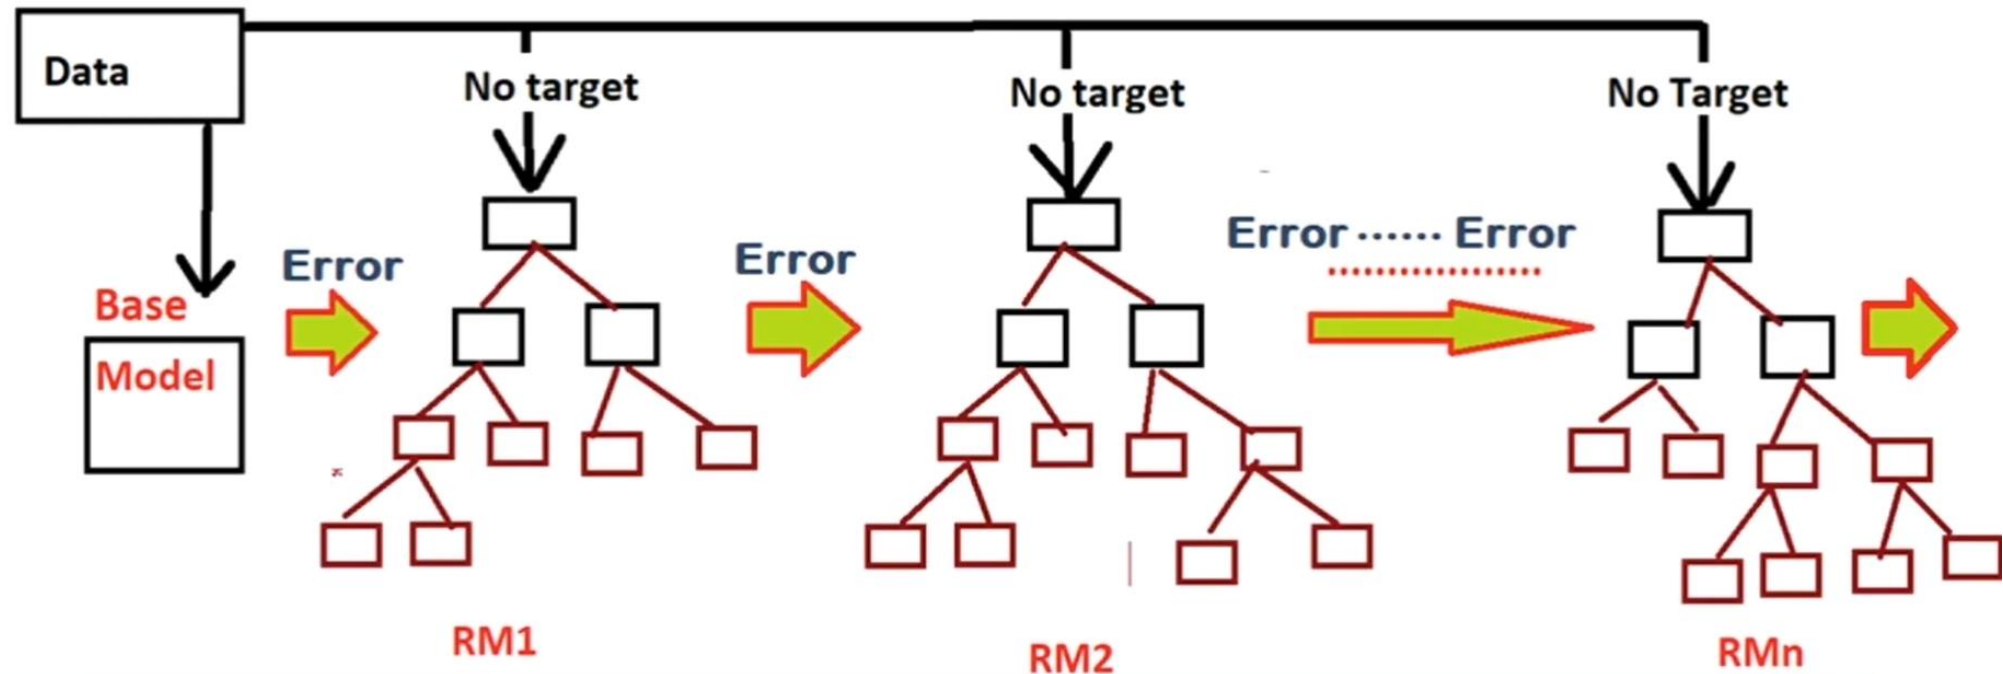 Data
No target
No target
No Target
Error
Error
Error ...... Error
Base
Model
RM1
RM2
RMn